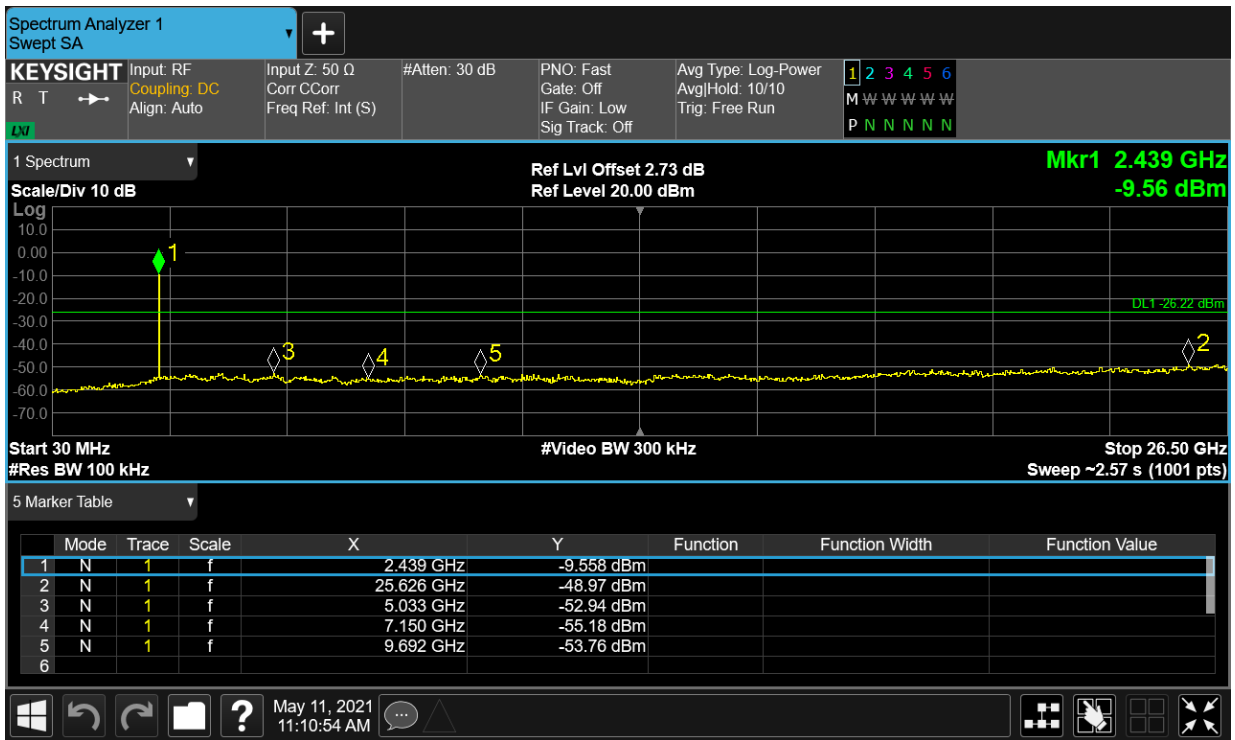 Spectrum Analyzer 1
Swept SA
+
KEYSIGHT
R T
LXI
Input: RF
Coupling: DC
Align: Auto
Input Z: 50 Ω
Corr CCorr
Freq Ref: Int (S)
#Atten: 30 dB
PNO: Fast
Gate: Off
IF Gain: Low
Sig Track: Off
Avg Type: Log-Power
Avg|Hold: 10/10
Trig: Free Run
1 2 3 4 5 6
M W W W W W W
P N N N N N N
1 Spectrum
Scale/Div 10 dB
Ref Lvl Offset 2.73 dB
Ref Level 20.00 dBm
Mkr1 2.439 GHz
-9.56 dBm
Log
10.0
0.00
-10.0
-20.0
-30.0
-40.0
-50.0
-60.0
-70.0
1
DL1 -26.22 dBm
3
4
5
2
Start 30 MHz
#Video BW 300 kHz
Stop 26.50 GHz
#Res BW 100 kHz
Sweep ~2.57 s (1001 pts)
5 Marker Table
Mode Trace Scale X Y Function Function Width Function Value
1 N 1 f 2.439 GHz -9.558 dBm
2 N 1 f 25.626 GHz -48.97 dBm
3 N 1 f 5.033 GHz -52.94 dBm
4 N 1 f 7.150 GHz -55.18 dBm
5 N 1 f 9.692 GHz -53.76 dBm
6
?
May 11, 2021
11:10:54 AM